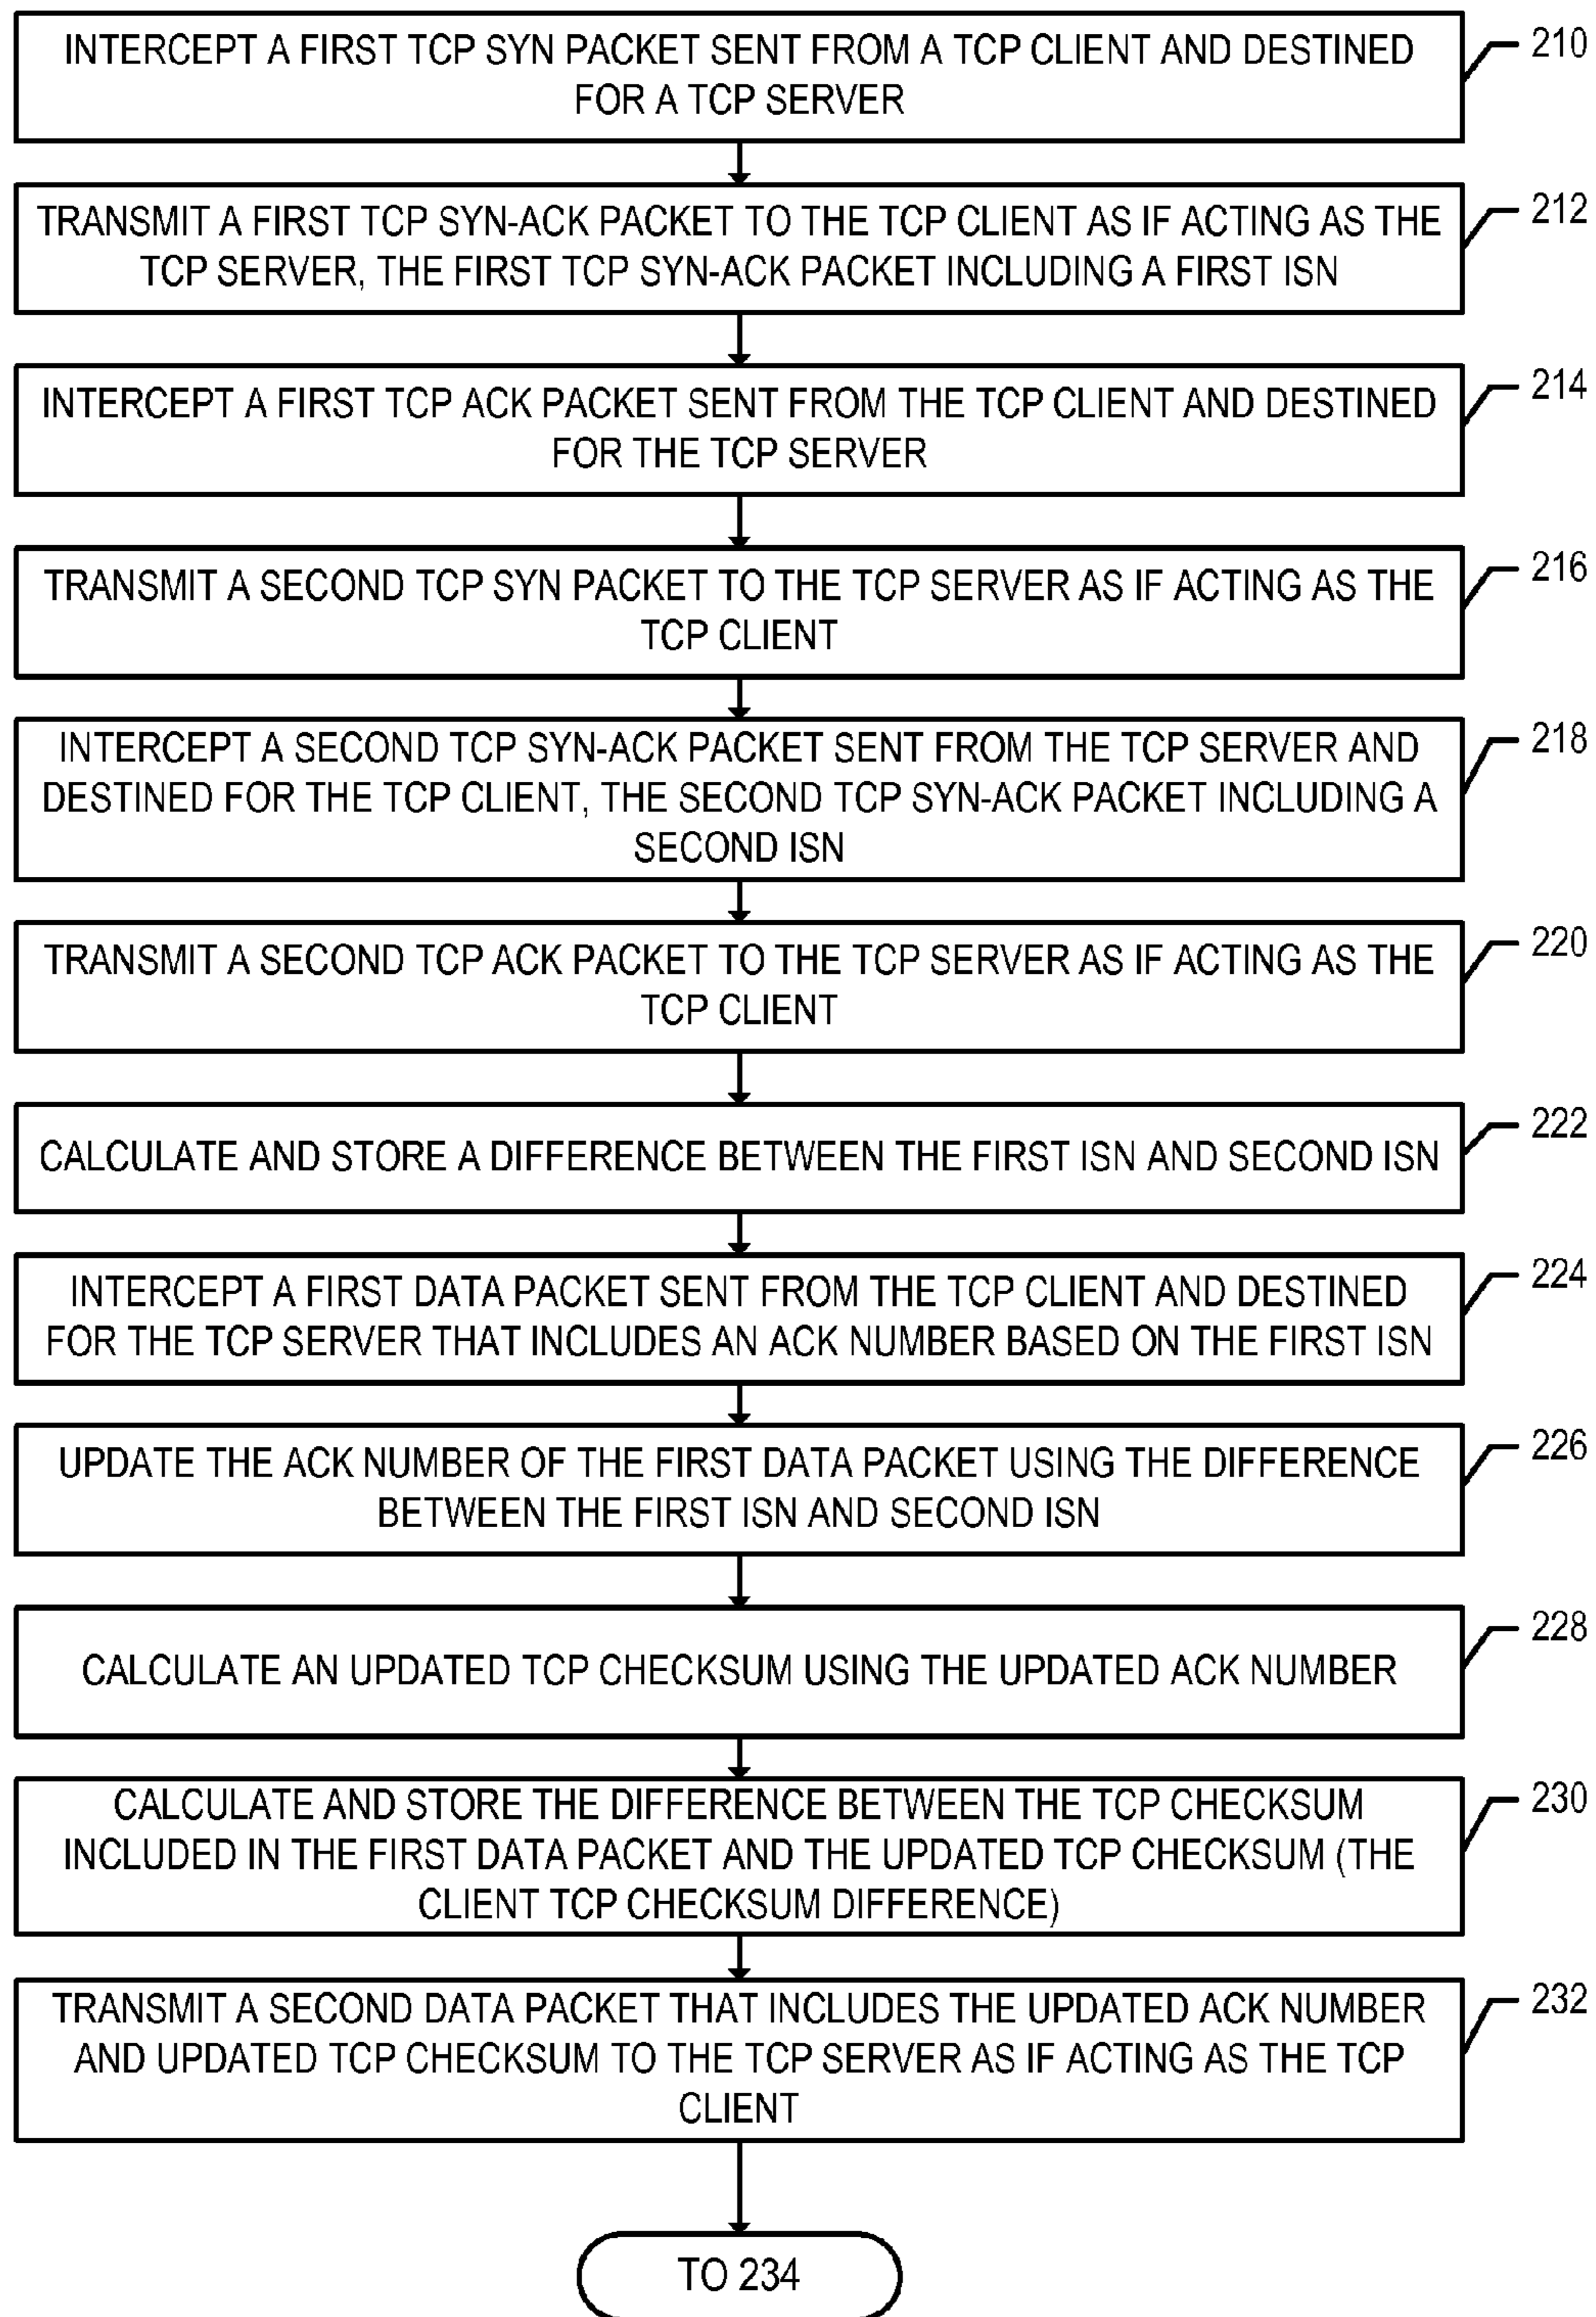 INTERCEPT A FIRST TCP SYN PACKET SENT FROM A TCP CLIENT AND DESTINED
FOR A TCP SERVER
210
TRANSMIT A FIRST TCP SYN-ACK PACKET TO THE TCP CLIENT AS IF ACTING AS THE
TCP SERVER, THE FIRST TCP SYN-ACK PACKET INCLUDING A FIRST ISN
212
INTERCEPT A FIRST TCP ACK PACKET SENT FROM THE TCP CLIENT AND DESTINED
FOR THE TCP SERVER
214
TRANSMIT A SECOND TCP SYN PACKET TO THE TCP SERVER AS IF ACTING AS THE
TCP CLIENT
216
INTERCEPT A SECOND TCP SYN-ACK PACKET SENT FROM THE TCP SERVER AND
DESTINED FOR THE TCP CLIENT, THE SECOND TCP SYN-ACK PACKET INCLUDING A
SECOND ISN
218
TRANSMIT A SECOND TCP ACK PACKET TO THE TCP SERVER AS IF ACTING AS THE
TCP CLIENT
220
CALCULATE AND STORE A DIFFERENCE BETWEEN THE FIRST ISN AND SECOND ISN
222
INTERCEPT A FIRST DATA PACKET SENT FROM THE TCP CLIENT AND DESTINED
FOR THE TCP SERVER THAT INCLUDES AN ACK NUMBER BASED ON THE FIRST ISN
224
UPDATE THE ACK NUMBER OF THE FIRST DATA PACKET USING THE DIFFERENCE
BETWEEN THE FIRST ISN AND SECOND ISN
226
CALCULATE AN UPDATED TCP CHECKSUM USING THE UPDATED ACK NUMBER
228
CALCULATE AND STORE THE DIFFERENCE BETWEEN THE TCP CHECKSUM
INCLUDED IN THE FIRST DATA PACKET AND THE UPDATED TCP CHECKSUM (THE
CLIENT TCP CHECKSUM DIFFERENCE)
230
TRANSMIT A SECOND DATA PACKET THAT INCLUDES THE UPDATED ACK NUMBER
AND UPDATED TCP CHECKSUM TO THE TCP SERVER AS IF ACTING AS THE TCP
CLIENT
232
TO 234